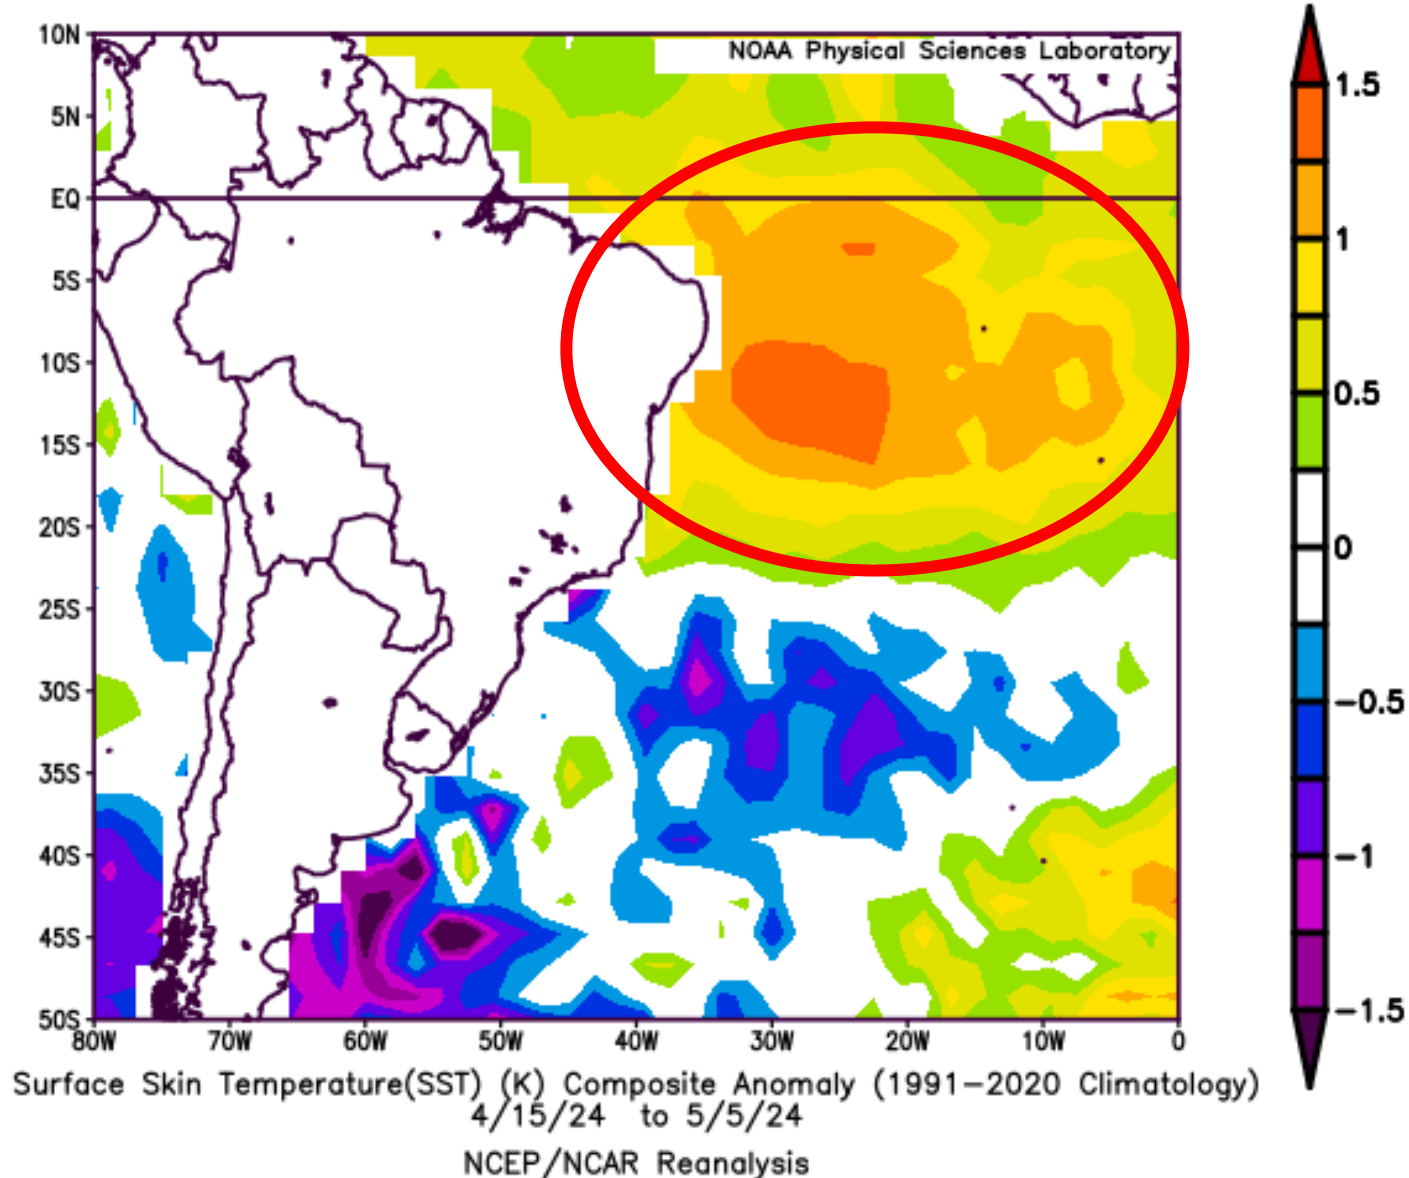 NOAA Physical Sciences Laboratory
10N
5N
EQ
5S
10S
15S
20S
25S
30S
35S
40S
45S
50S
80W 70W 60W 50W 40W 30W 20W 10W 0
1.5
1
0.5
0
−0.5
−1
−1.5
Surface Skin Temperature(SST) (K) Composite Anomaly (1991−2020 Climatology)
4/15/24 to 5/5/24
NCEP/NCAR Reanalysis